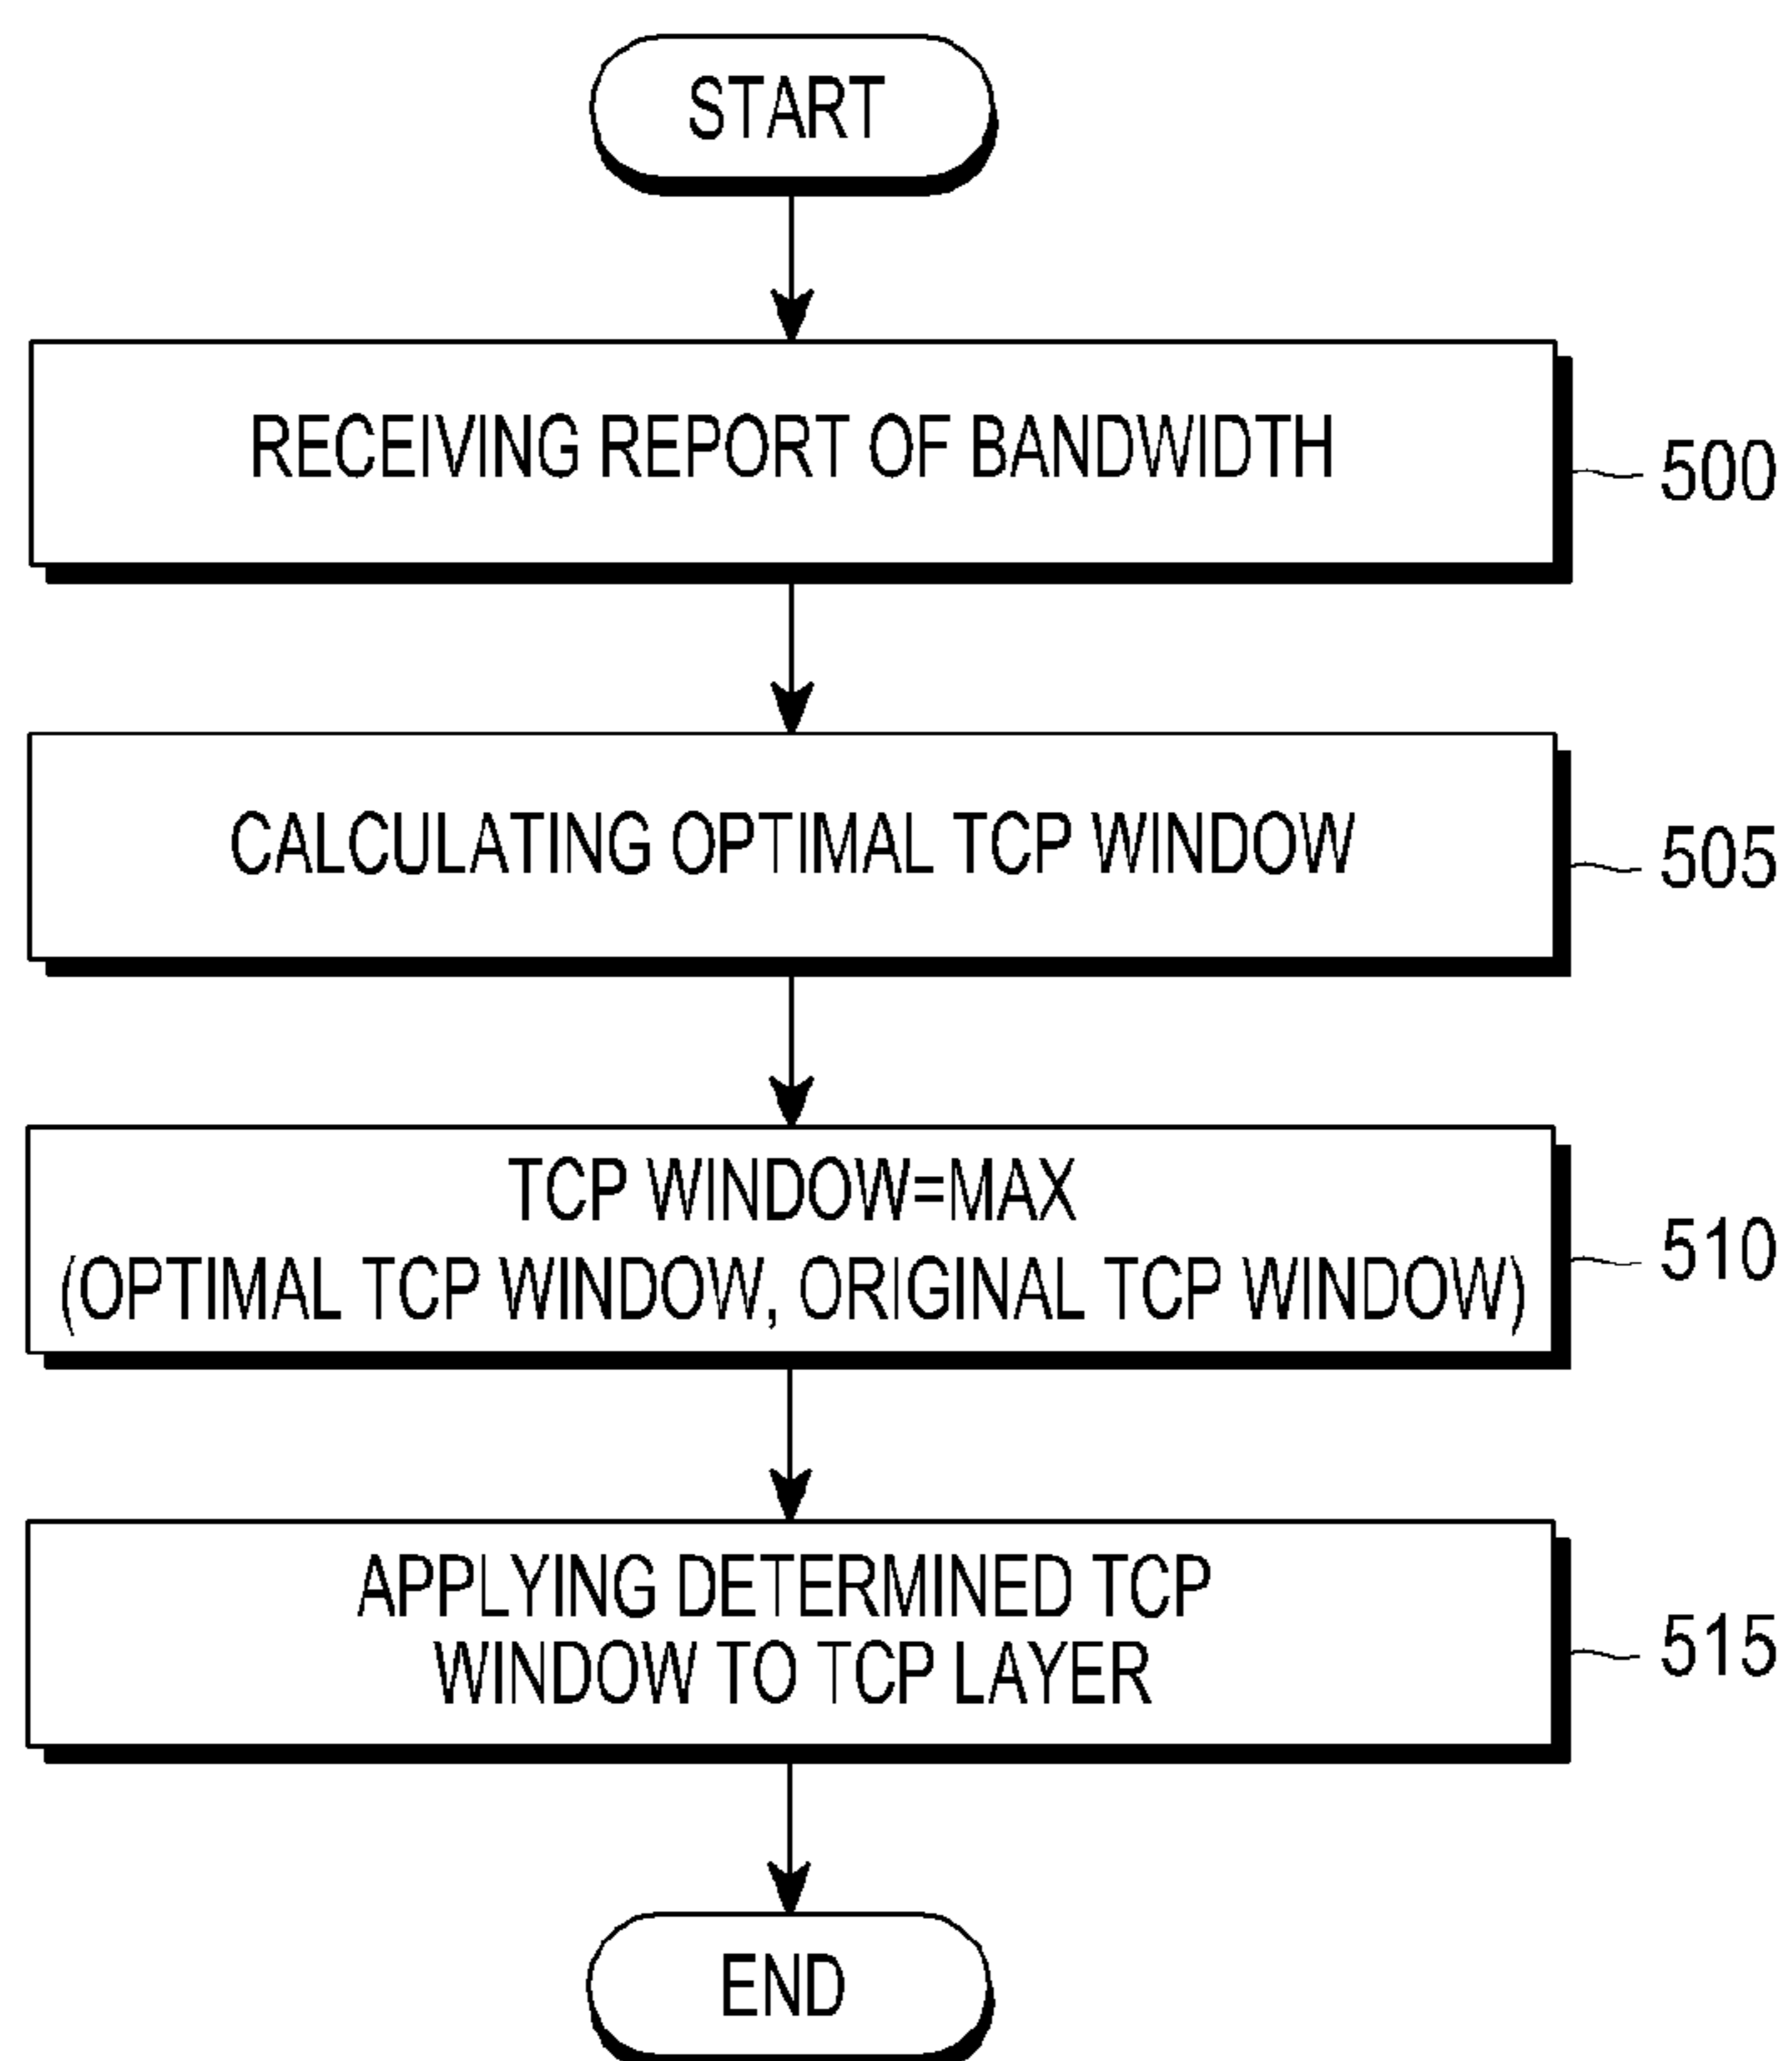 START
RECEIVING REPORT OF BANDWIDTH
500
CALCULATING OPTIMAL TCP WINDOW
505
TCP WINDOW=MAX
(OPTIMAL TCP WINDOW, ORIGINAL TCP WINDOW)
510
APPLYING DETERMINED TCP
WINDOW TO TCP LAYER
515
END